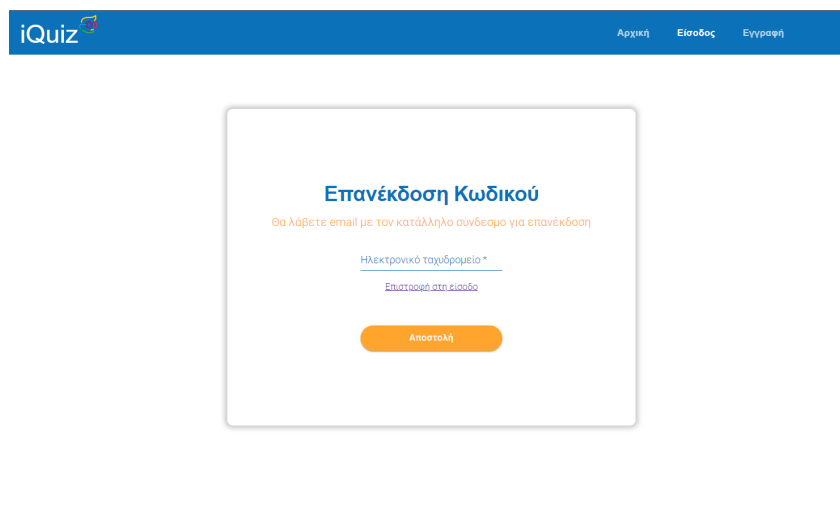 iQuiz
Αρχική Είσοδος Εγγραφή
Επανέκδοση Κωδικού
Θα λάβετε email με τον κατάλληλο σύνδεσμο για επανέκδοση
Ηλεκτρονικό ταχυδρομείο *
Επιστροφή στη είσοδο
Αποστολή